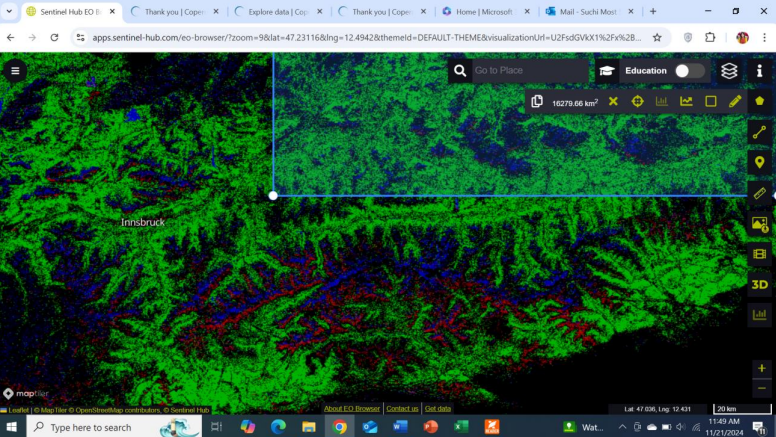 Sentinel Hub EO B
Thank you | Coper
Explore data | Cop
Thank you | Coper
Home | Microsoft
Mail - Suchi Most
apps.sentinel-hub.com/eo-browser/?zoom=9&lat=47.23116&lng=12.4942&themeId=DEFAULT-THEME&visualizationUrl=U2FsdGVkX1%2Fx%2B...
Go to Place
Education
16279.66 km²
Innsbruck
3D
maptiler
Leaflet | © MapTiler © OpenStreetMap contributors, © Sentinel Hub
About EO Browser | Contact us | Get data
Lat: 47.036, Lng: 12.431
20 km
Type here to search
Wat...
11:49 AM
11/21/2024